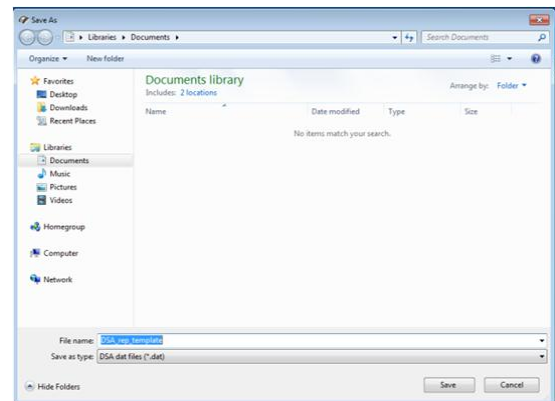 Save As
Libraries ▸ Documents ▸
Search Documents
Organize
New folder
Favorites
Desktop
Downloads
Recent Places
Libraries
Documents
Music
Pictures
Videos
Homegroup
Computer
Network
Documents library
Includes: 2 locations
Arrange by: Folder
Name Date modified Type Size
No items match your search.
File name: DSA_rep_template
Save as type: DSA dat files (*.dat)
Hide Folders
Save
Cancel